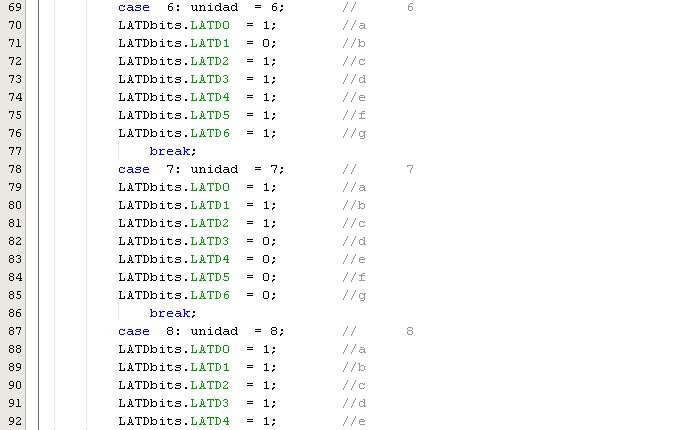 69 case  6: unidad  = 6;        //      6
70 LATDbits.LATD0  = 1;        //a
71 LATDbits.LATD1  = 0;        //b
72 LATDbits.LATD2  = 1;        //c
73 LATDbits.LATD3  = 1;        //d
74 LATDbits.LATD4  = 1;        //e
75 LATDbits.LATD5  = 1;        //f
76 LATDbits.LATD6  = 1;        //g
77     break;
78 case  7: unidad  = 7;        //      7
79 LATDbits.LATD0  = 1;        //a
80 LATDbits.LATD1  = 1;        //b
81 LATDbits.LATD2  = 1;        //c
82 LATDbits.LATD3  = 0;        //d
83 LATDbits.LATD4  = 0;        //e
84 LATDbits.LATD5  = 0;        //f
85 LATDbits.LATD6  = 0;        //g
86     break;
87 case  8: unidad  = 8;        //      8
88 LATDbits.LATD0  = 1;        //a
89 LATDbits.LATD1  = 1;        //b
90 LATDbits.LATD2  = 1;        //c
91 LATDbits.LATD3  = 1;        //d
92 LATDbits.LATD4  = 1;        //e